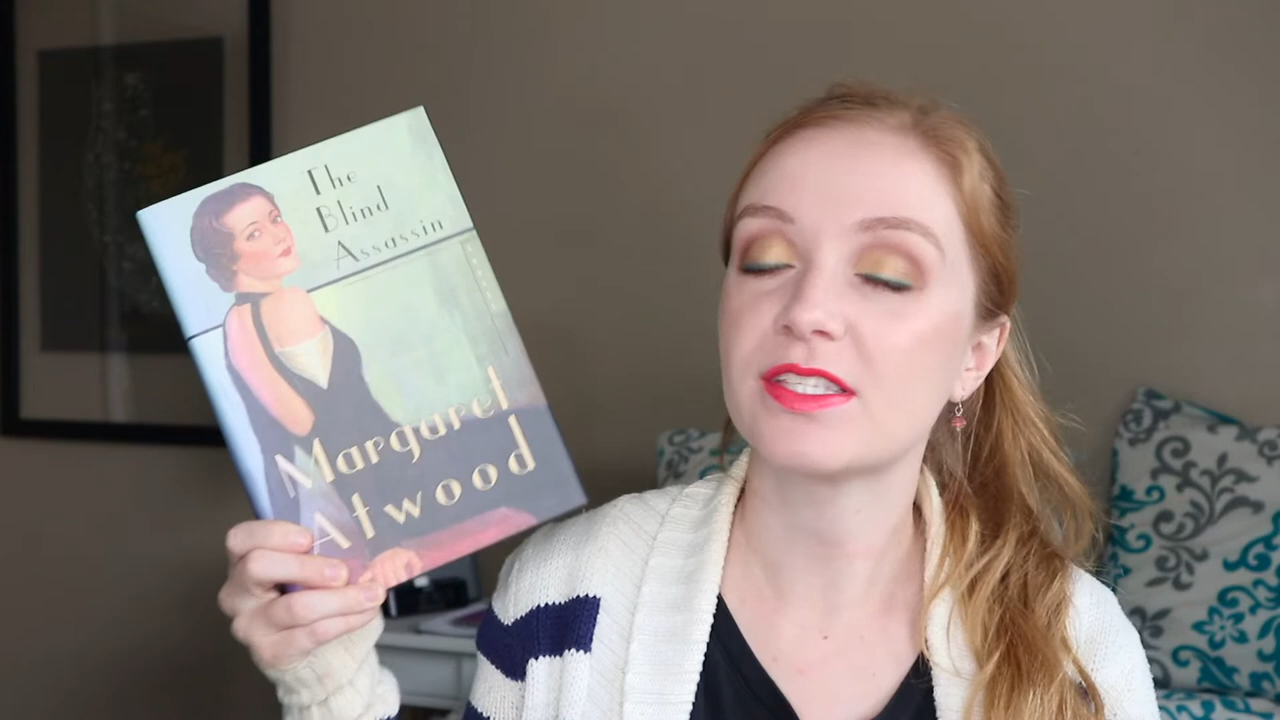 The
Blind
Assassin
Margaret
Atwood